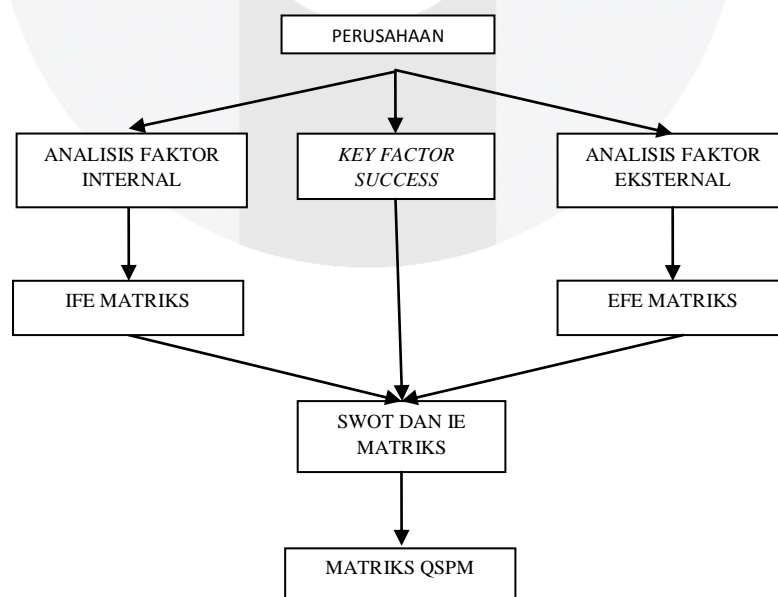 PERUSAHAAN
ANALISIS FAKTOR
INTERNAL
KEY FACTOR
SUCCESS
ANALISIS FAKTOR
EKSTERNAL
IFE MATRIKS
EFE MATRIKS
SWOT DAN IE
MATRIKS
MATRIKS QSPM